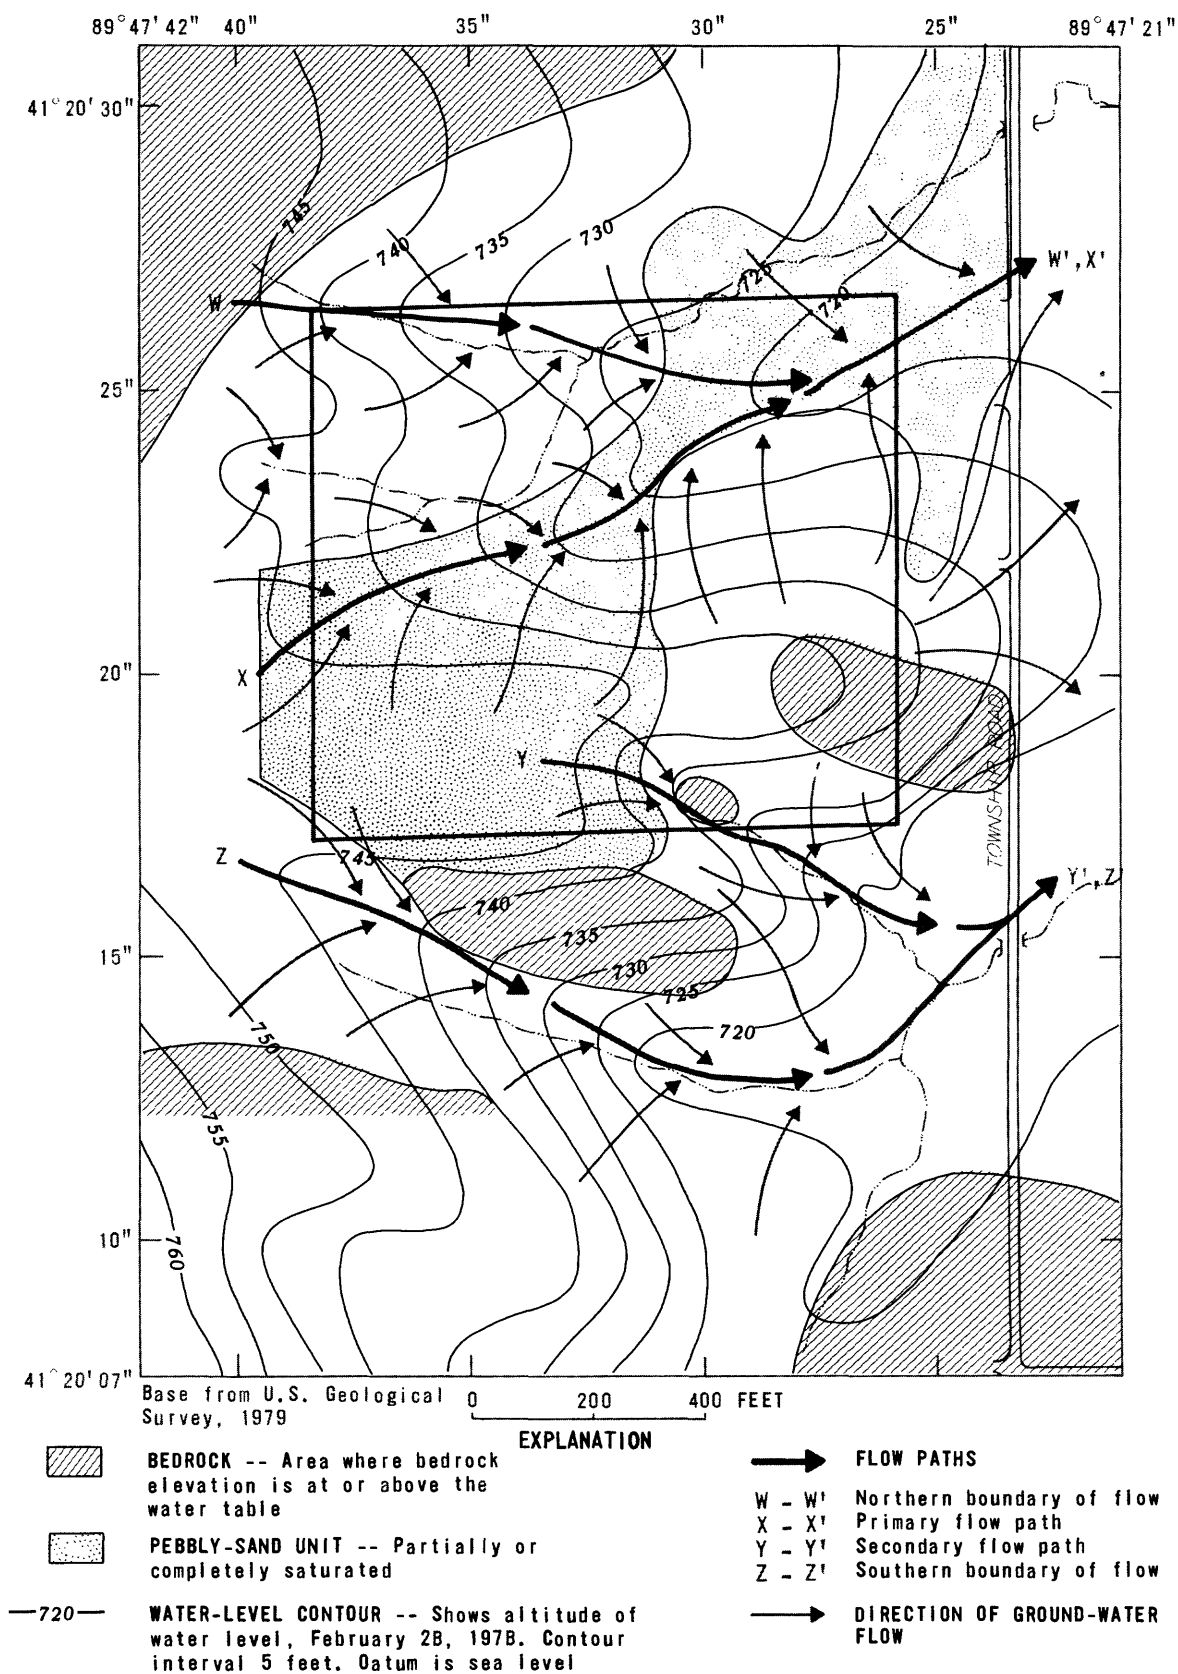 89°47'42" 40" 35" 30" 25" 89°47'21"
41°20'30"
745
740
735
730
725
720
W
W', X'
25"
X
20"
Y
TOWNSHIP ROAD
Z
745
740
735
730
725
720
Y', Z'
15"
750
755
760
10"
41°20'07"
Base from U.S. Geological
Survey, 1979
0 200 400 FEET
EXPLANATION
BEDROCK -- Area where bedrock
elevation is at or above the
water table
PEBBLY-SAND UNIT -- Partially or
completely saturated
—720— WATER-LEVEL CONTOUR -- Shows altitude of
water level, February 2B, 197B. Contour
interval 5 feet. Oatum is sea level
FLOW PATHS
W - W' Northern boundary of flow
X - X' Primary flow path
Y - Y' Secondary flow path
Z - Z' Southern boundary of flow
DIRECTION OF GROUND-WATER
FLOW